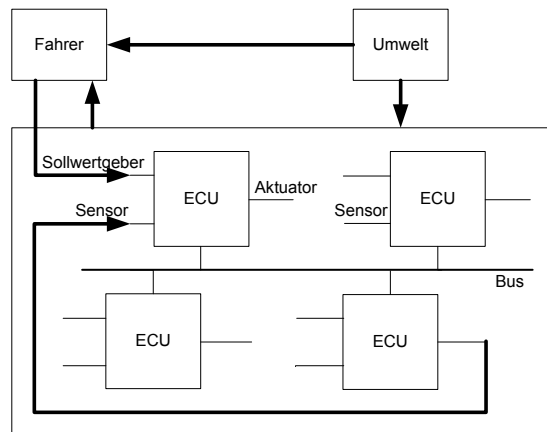 Fahrer
Umwelt
Sollwertgeber
ECU
Aktuator
Sensor
Sensor
ECU
Bus
ECU
ECU